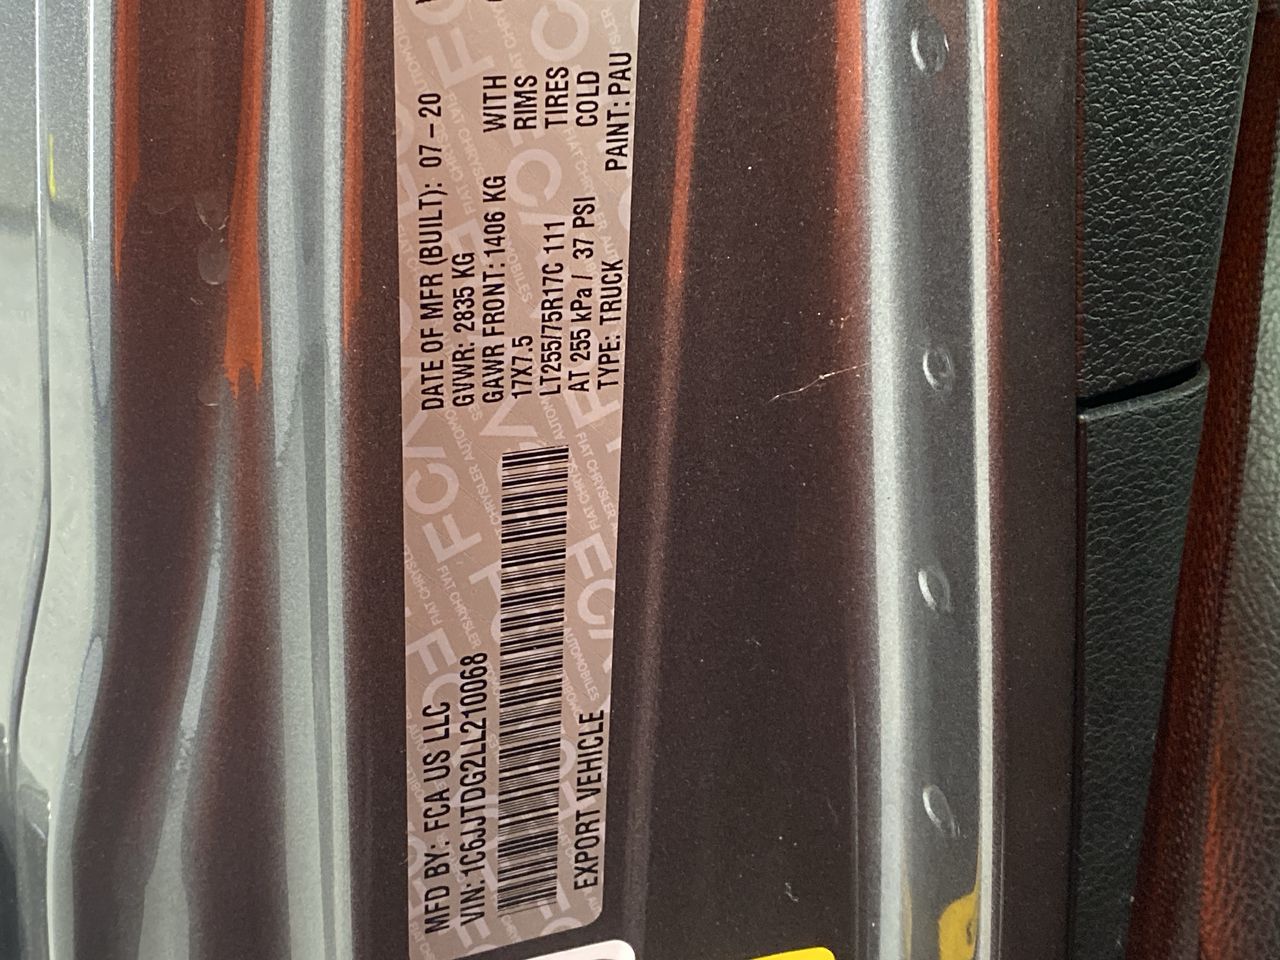 MFD BY: FCA US LLC
DATE OF MFR (BUILT): 07-20
GVWR: 2835 KG
GAWR FRONT: 1406 KG WITH
17X7.5 RIMS
LT255/75R17C 111 TIRES
AT 255 kPa / 37 PSI COLD
VIN: 1C6JJTDG2LL210068
EXPORT VEHICLE
TYPE: TRUCK PAINT: PAU